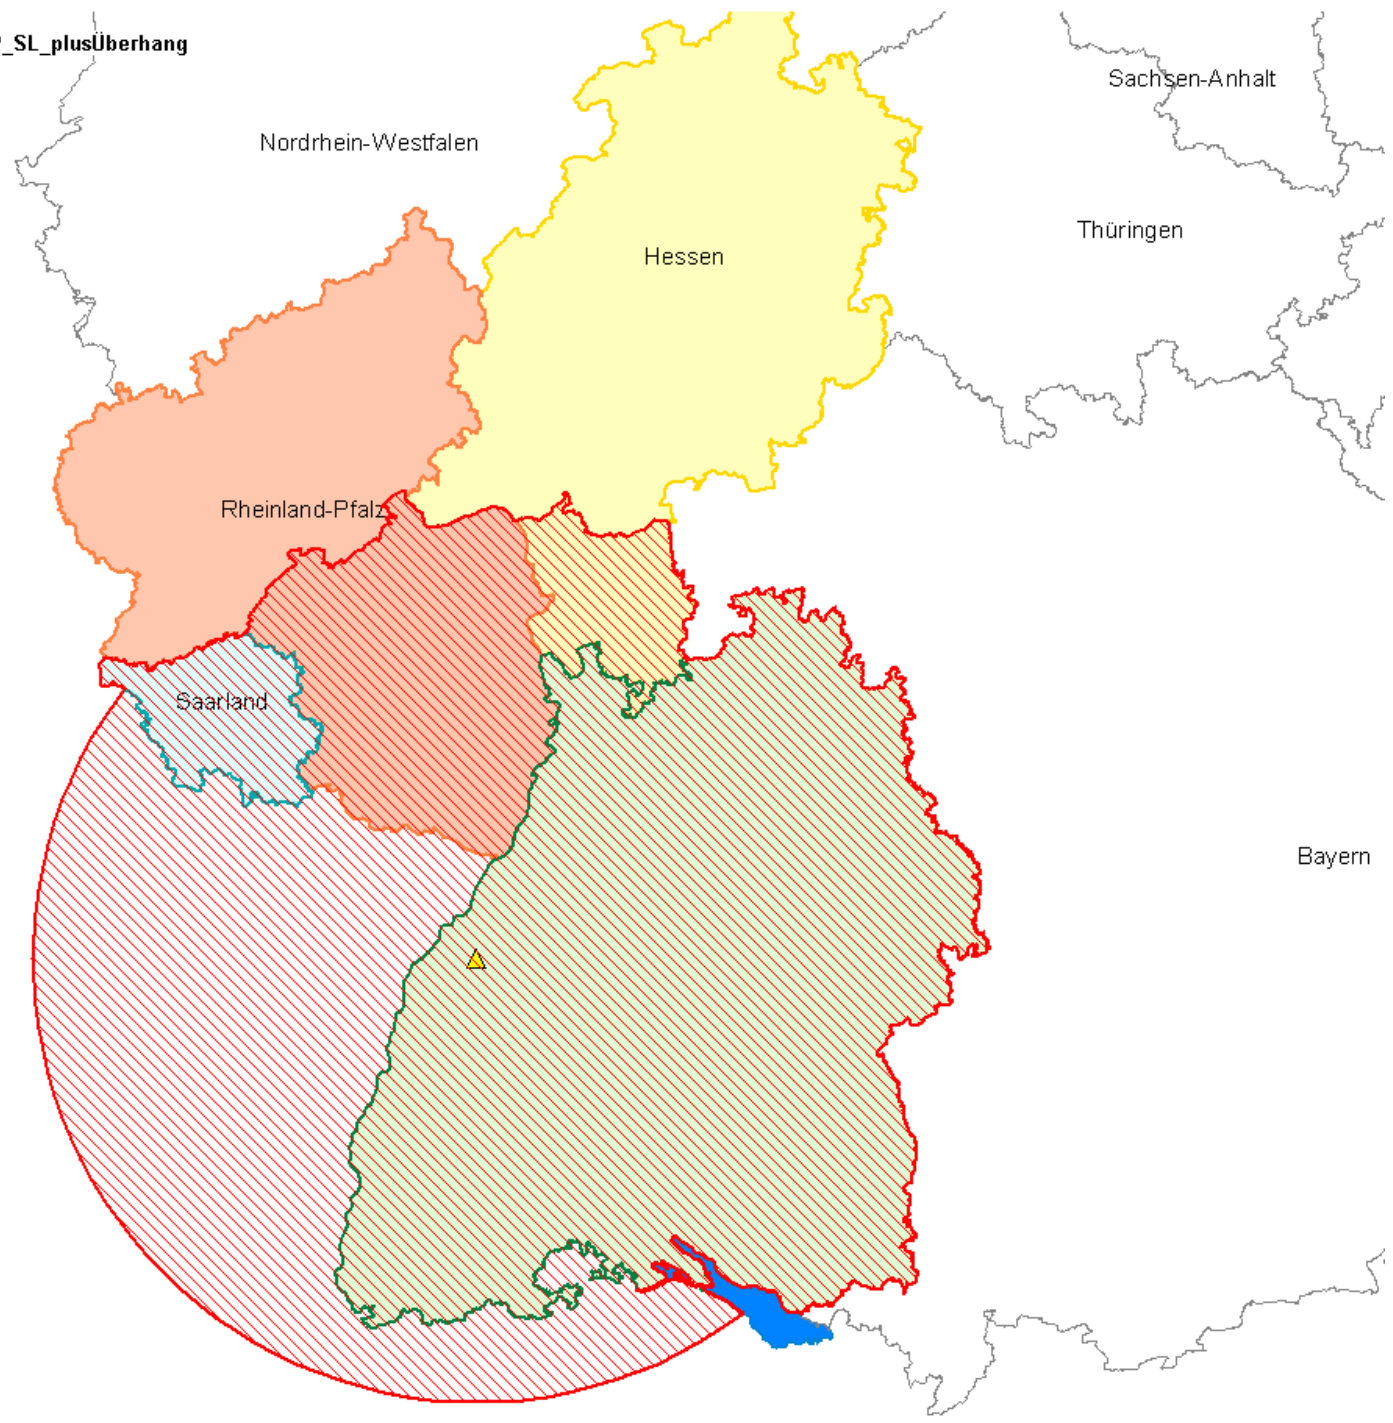 _SL_plusÜberhang
Sachsen-Anhalt
Nordrhein-Westfalen
Thüringen
Hessen
Rheinland-Pfalz
Saarland
Bayern